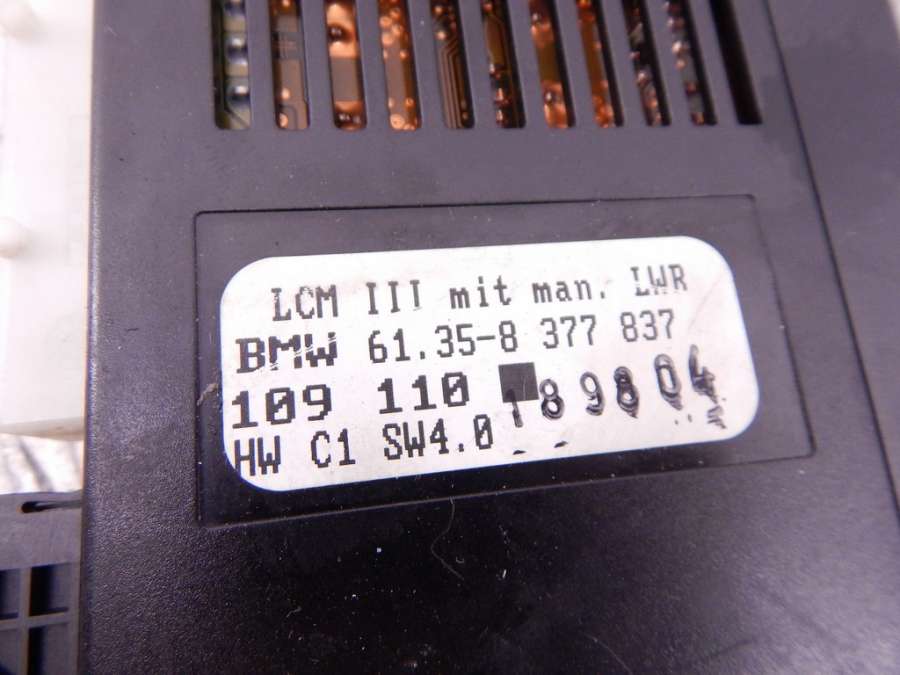 LCM III mit man. LWR
BMW 61.35-8 377 837
109 110 189804
HW C1 SW4.0